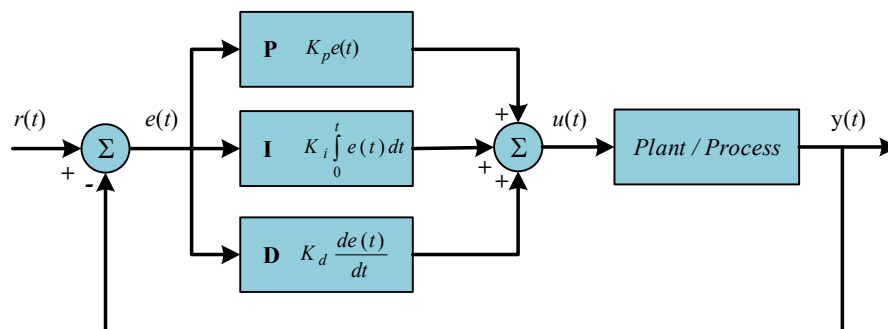 P K_p e(t)
r(t)
e(t)
Σ
+
-
I K_i ∫_0^t e(t) dt
D K_d de(t)/dt
+
+
+
Σ
u(t)
Plant / Process
y(t)